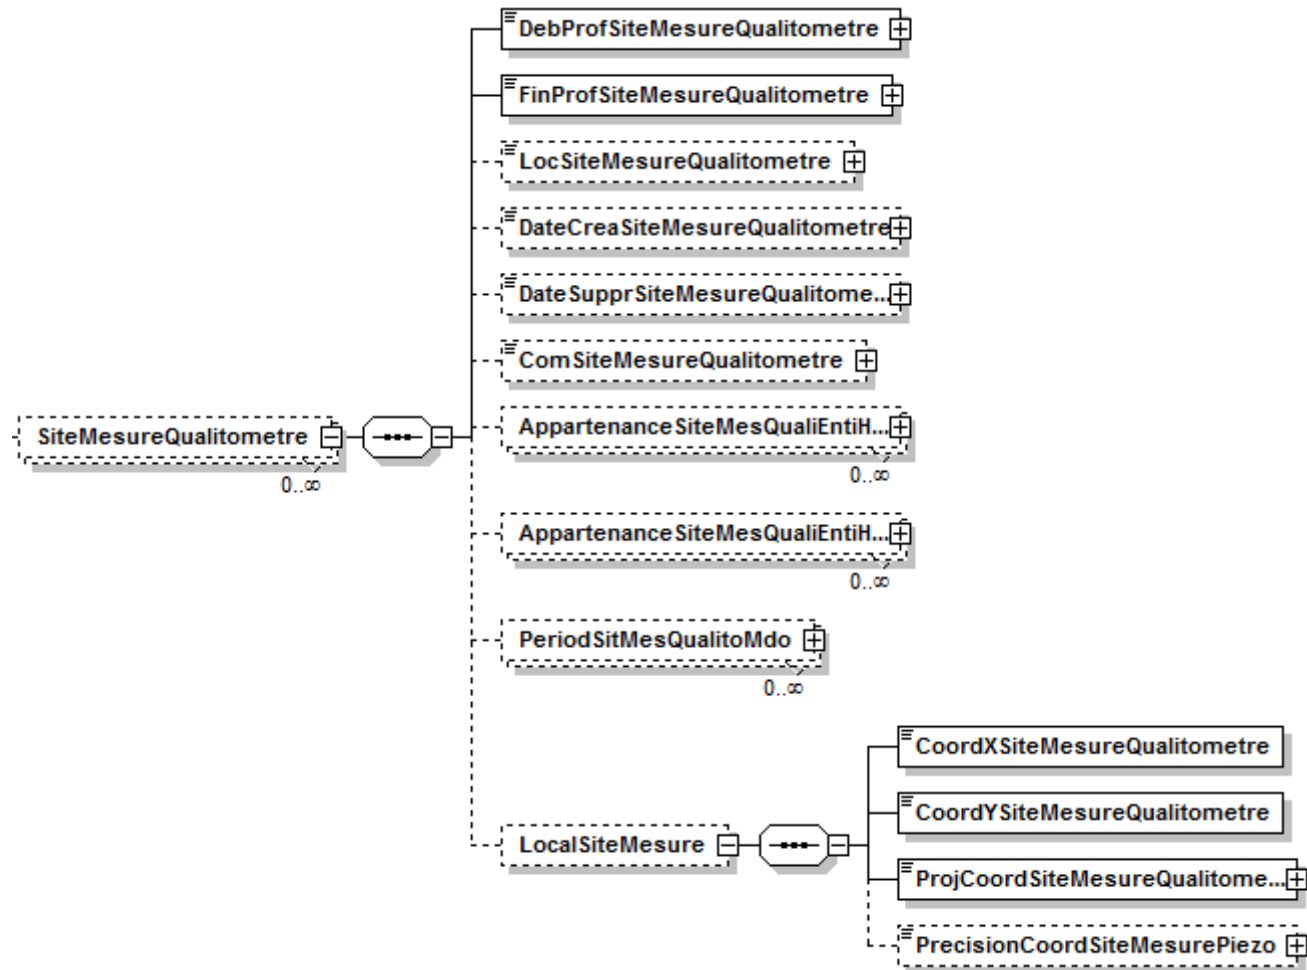 DebProfSiteMesureQualitometre
FinProfSiteMesureQualitometre
LocSiteMesureQualitometre
DateCreaSiteMesureQualitometre
DateSupprSiteMesureQualitome...
ComSiteMesureQualitometre
SiteMesureQualitometre
0..∞
AppartenanceSiteMesQualiEntiH...
0..∞
AppartenanceSiteMesQualiEntiH...
0..∞
PeriodSitMesQualitoMdo
0..∞
LocalSiteMesure
CoordXSiteMesureQualitometre
CoordYSiteMesureQualitometre
ProjCoordSiteMesureQualitome...
PrecisionCoordSiteMesurePiezo